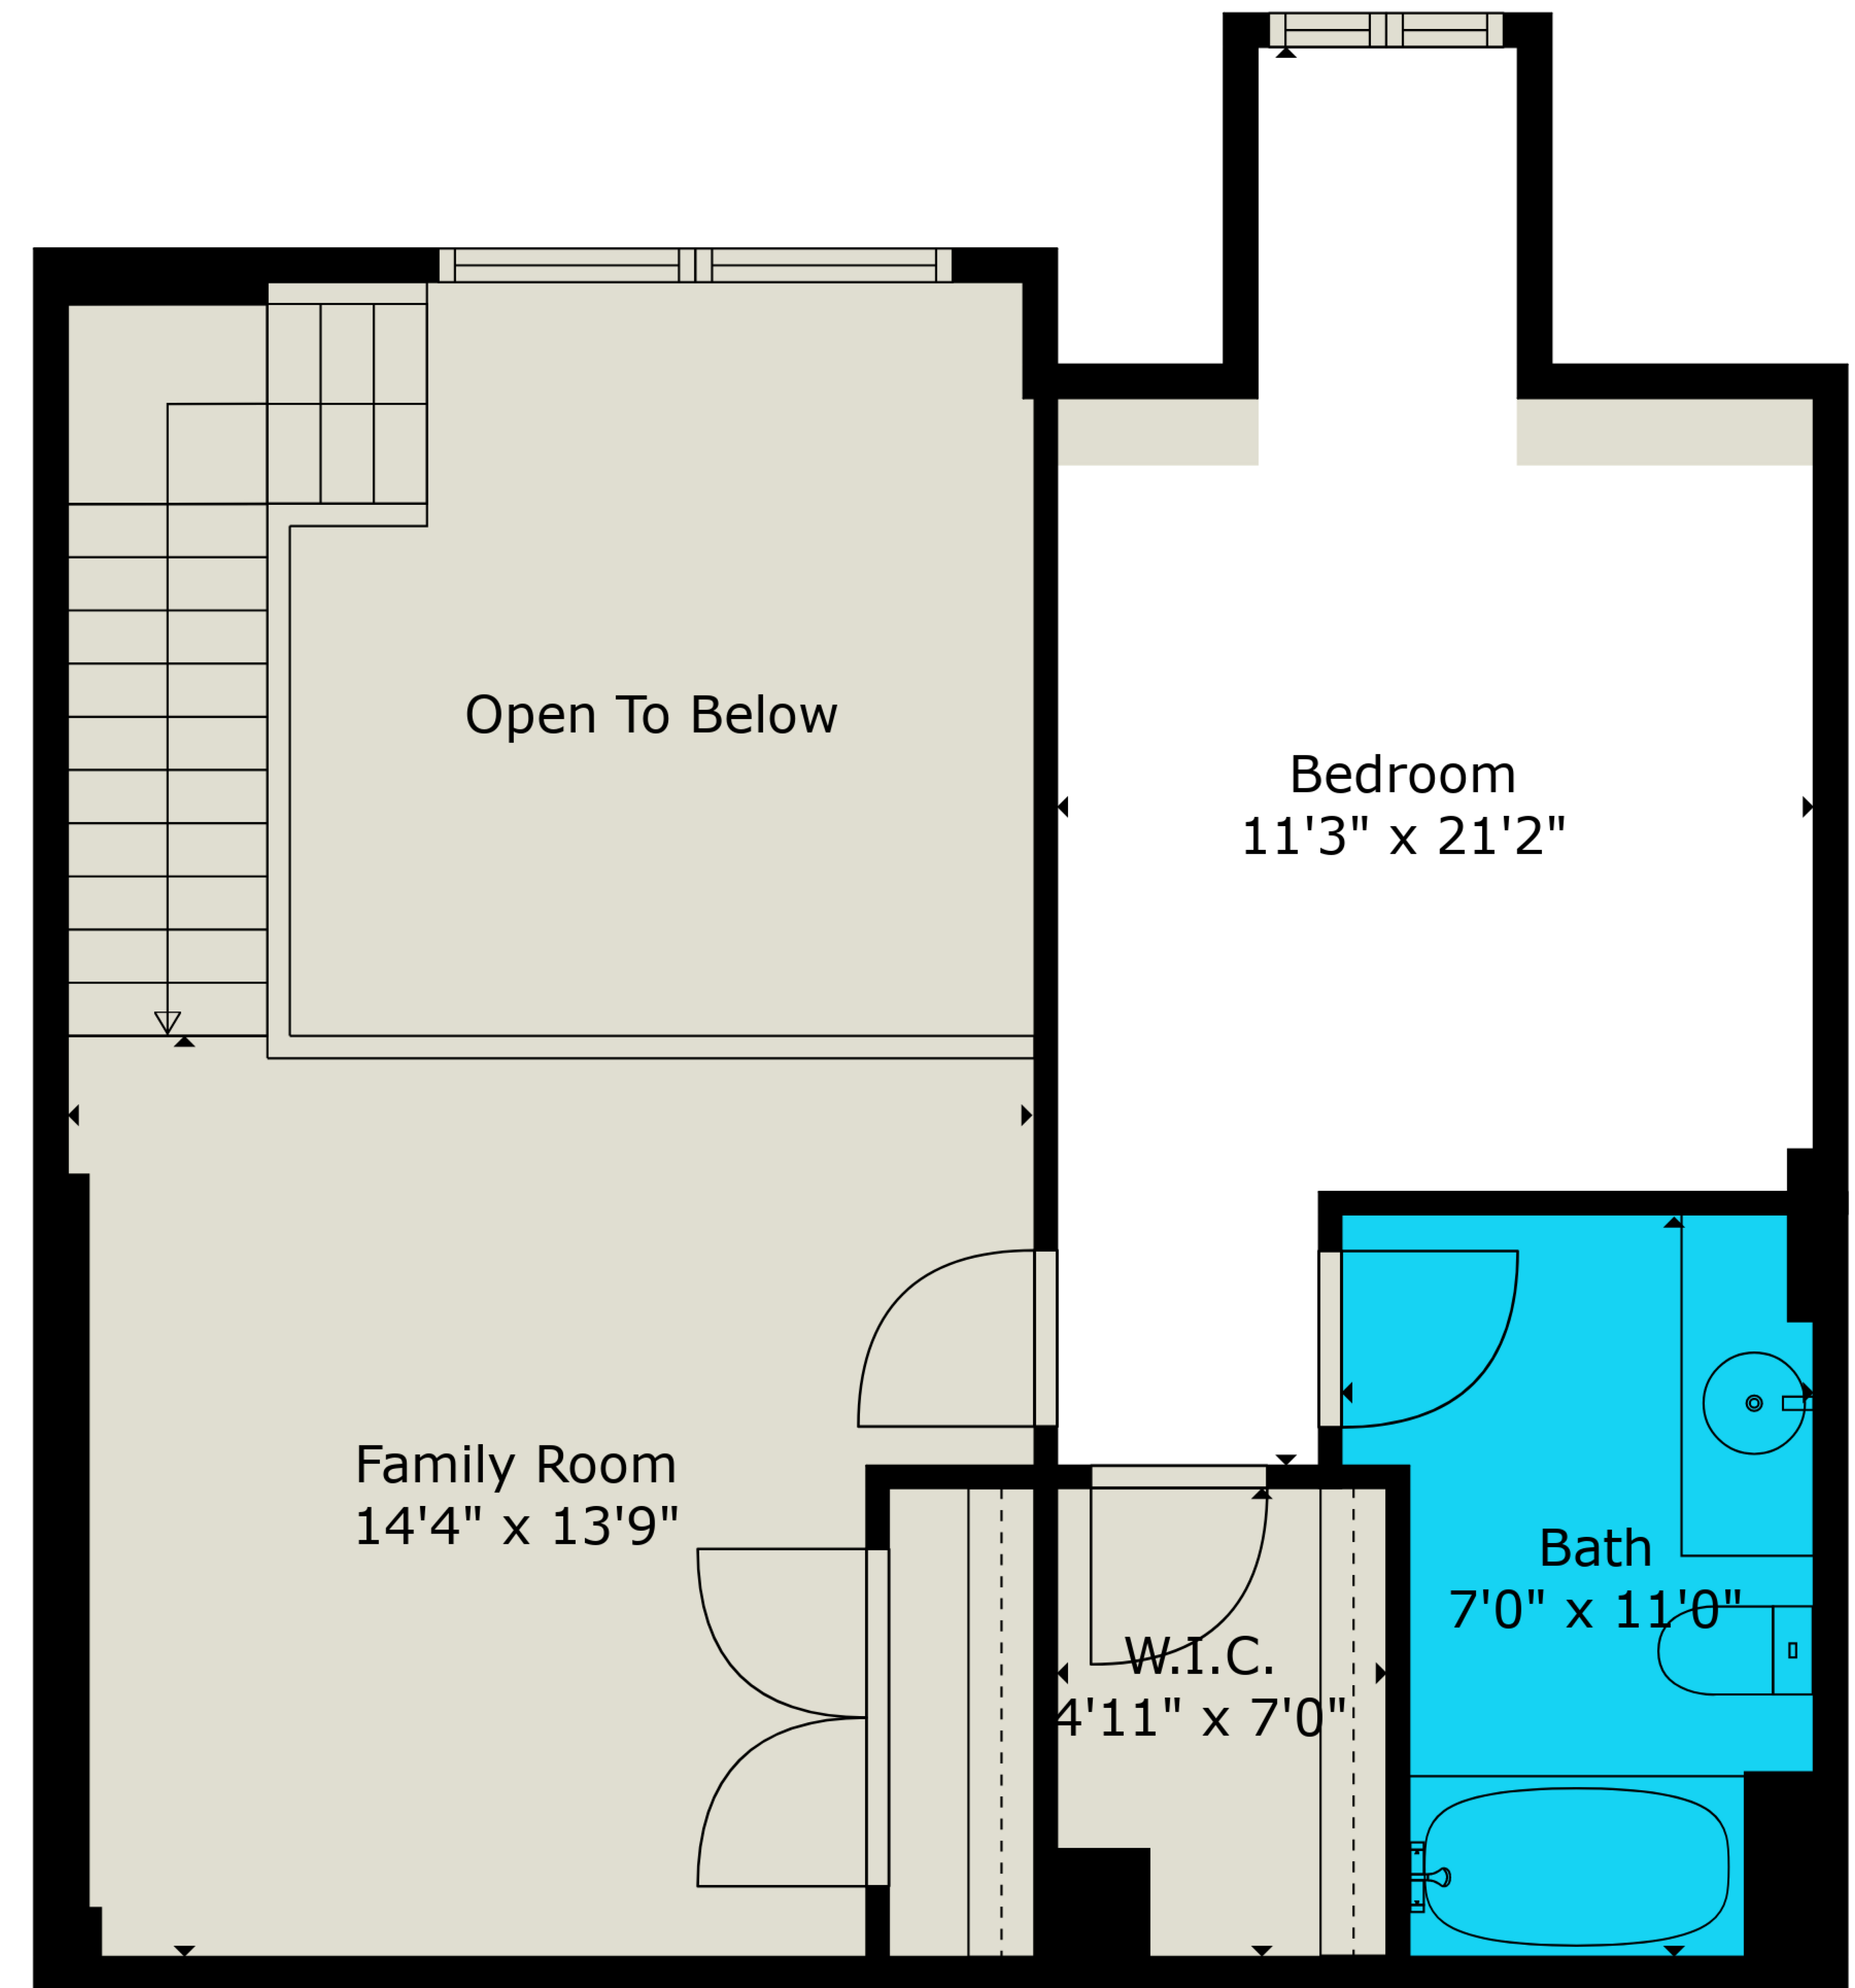 Open To Below
Bedroom
11'3" x 21'2"
Family Room
14'4" x 13'9"
Bath
7'0" x 11'0"
W.I.C.
4'11" x 7'0"